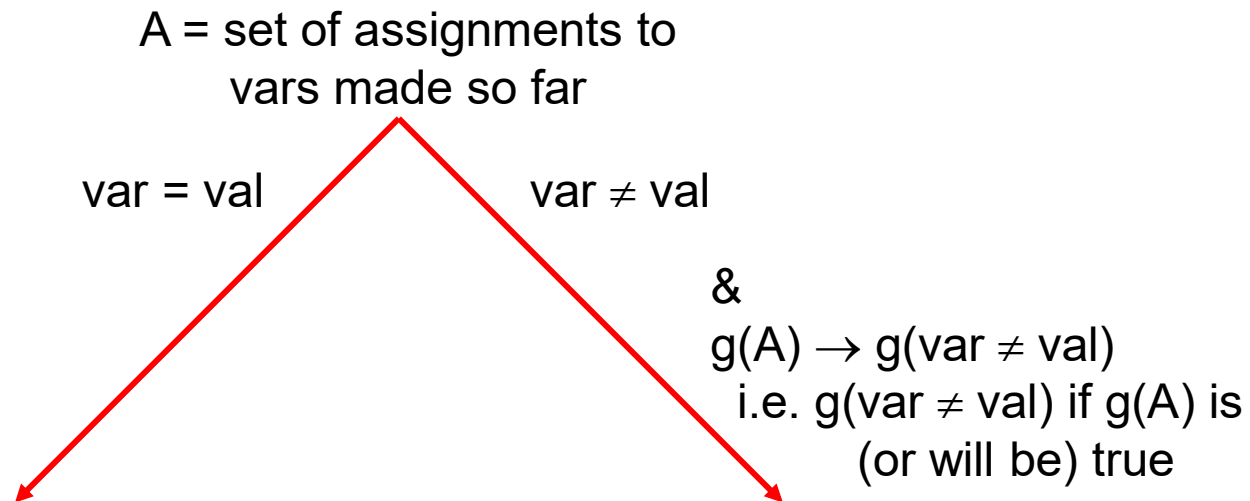 A = set of assignments to
vars made so far
var = val
var ≠ val
&
g(A) → g(var ≠ val)
i.e. g(var ≠ val) if g(A) is
(or will be) true